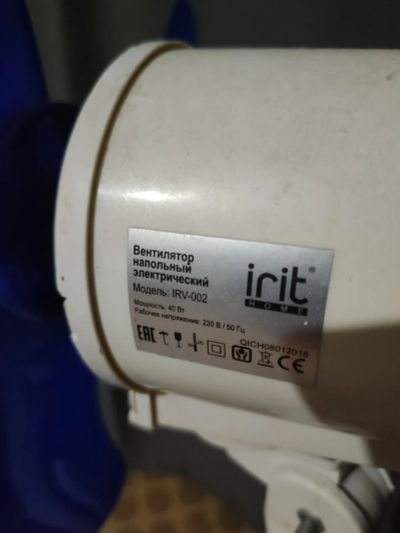 Вентилятор
напольный
электрический
Модель: IRV-002
Мощность: 40 Вт
Рабочее напряжение: 220 В / 50 Гц
irit®
HOME
QICH08012018
EAC
CE